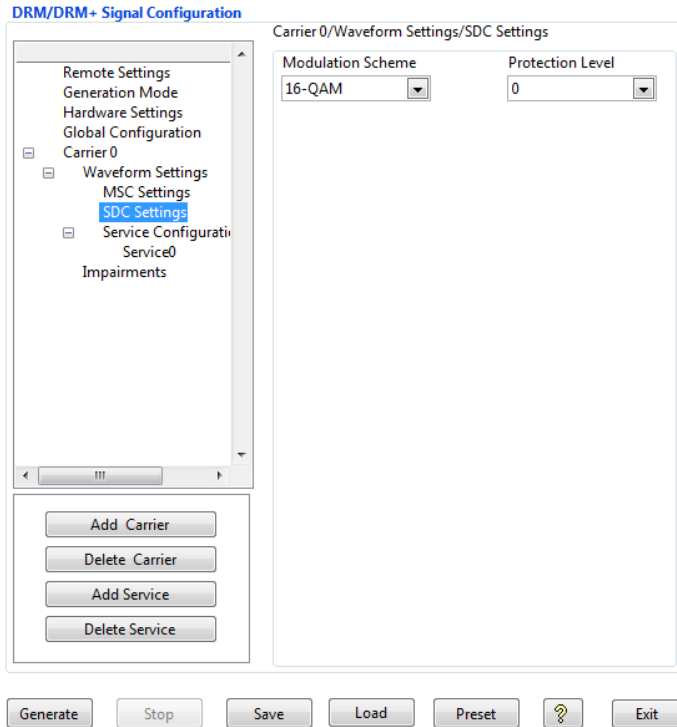 DRM/DRM+ Signal Configuration
Carrier 0/Waveform Settings/SDC Settings
Remote Settings
Generation Mode
Hardware Settings
Global Configuration
Carrier 0
Waveform Settings
MSC Settings
SDC Settings
Service Configurati
Service0
Impairments
Modulation Scheme
16-QAM
Protection Level
0
Add Carrier
Delete Carrier
Add Service
Delete Service
Generate
Stop
Save
Load
Preset
?
Exit